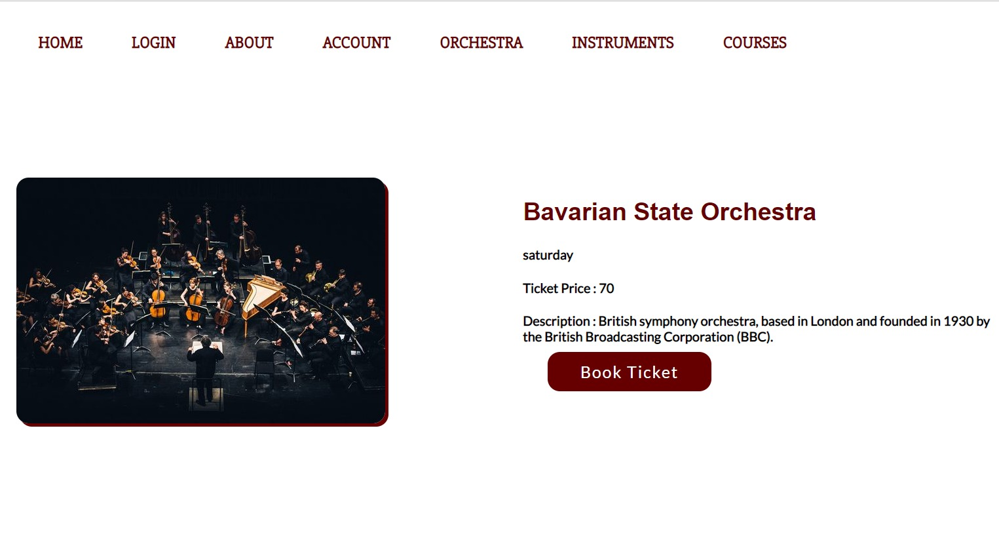 HOME LOGIN ABOUT ACCOUNT ORCHESTRA INSTRUMENTS COURSES
Bavarian State Orchestra
saturday
Ticket Price : 70
Description : British symphony orchestra, based in London and founded in 1930 by
the British Broadcasting Corporation (BBC).
Book Ticket